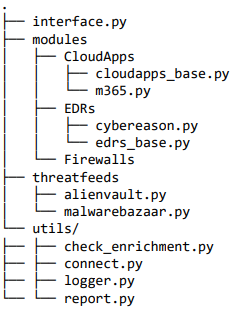 .
├── interface.py
├── modules
│   ├── CloudApps
│   │   ├── cloudapps_base.py
│   │   └── m365.py
│   ├── EDRs
│   │   ├── cybereason.py
│   │   └── edrs_base.py
│   └── Firewalls
├── threatfeeds
│   ├── alienvault.py
│   └── malwarebazaar.py
└── utils/
├── ├── check_enrichment.py
├── ├── connect.py
├── ├── logger.py
└── └── report.py